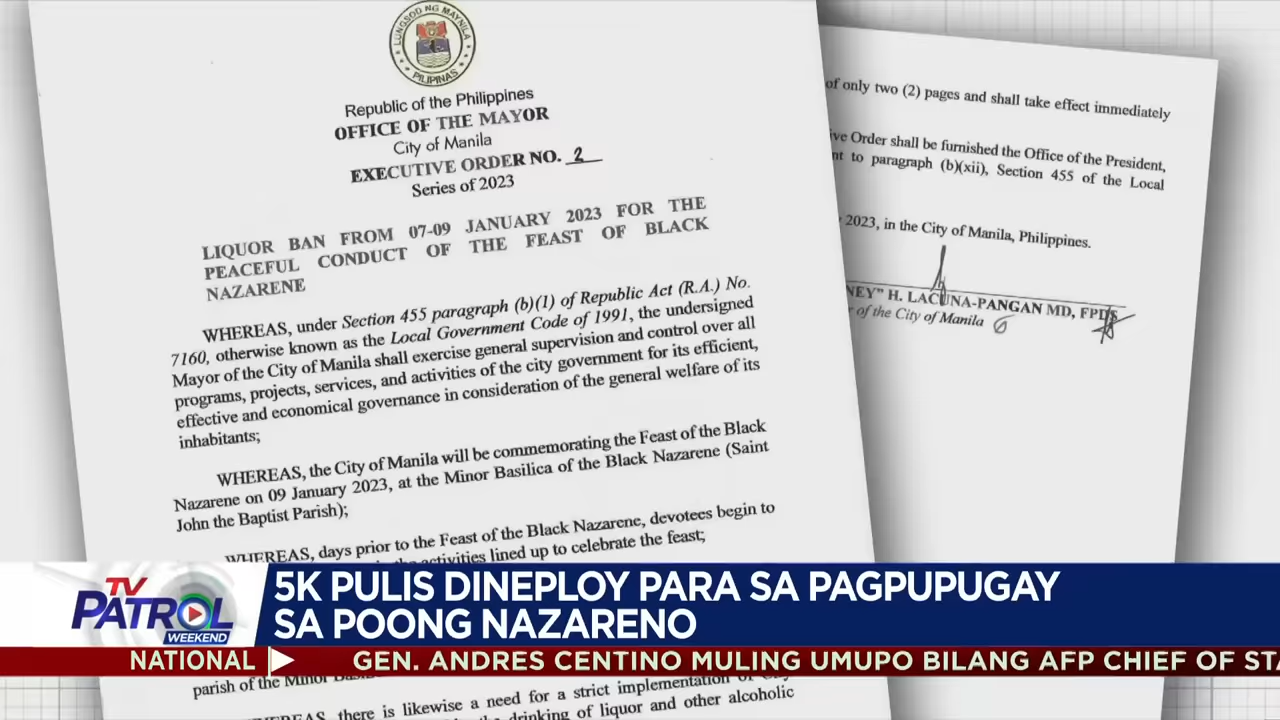 LUNGSOD NG MAYNILA
PILIPINAS
Republic of the Philippines
OFFICE OF THE MAYOR
City of Manila
EXECUTIVE ORDER NO. 2
Series of 2023
LIQUOR BAN FROM 07-09 JANUARY 2023 FOR THE
PEACEFUL CONDUCT OF THE FEAST OF BLACK
NAZARENE
WHEREAS, under Section 455 paragraph (b)(1) of Republic Act (R.A.) No.
7160, otherwise known as the Local Government Code of 1991, the undersigned
Mayor of the City of Manila shall exercise general supervision and control over all
programs, projects, services, and activities of the city government for its efficient,
effective and economical governance in consideration of the general welfare of its
inhabitants;
WHEREAS, the City of Manila will be commemorating the Feast of the Black
Nazarene on 09 January 2023, at the Minor Basilica of the Black Nazarene (Saint
John the Baptist Parish);
WHEREAS, days prior to the Feast of the Black Nazarene, devotees begin to
activities lined up to celebrate the feast;
parish of the Minor
there is likewise a need for a strict implementation of
drinking of liquor and other alcoholic
of only two (2) pages and shall take effect immediately
Order shall be furnished the Office of the President,
to paragraph (b)(xii), Section 455 of the Local
2023, in the City of Manila, Philippines.
H. LACUNA-PANGAN MD, FPDS
of the City of Manila
TV PATROL WEEKEND
5K PULIS DINEPLOY PARA SA PAGPUPUGAY
SA POONG NAZARENO
NATIONAL GEN. ANDRES CENTINO MULING UMUPO BILANG AFP CHIEF OF